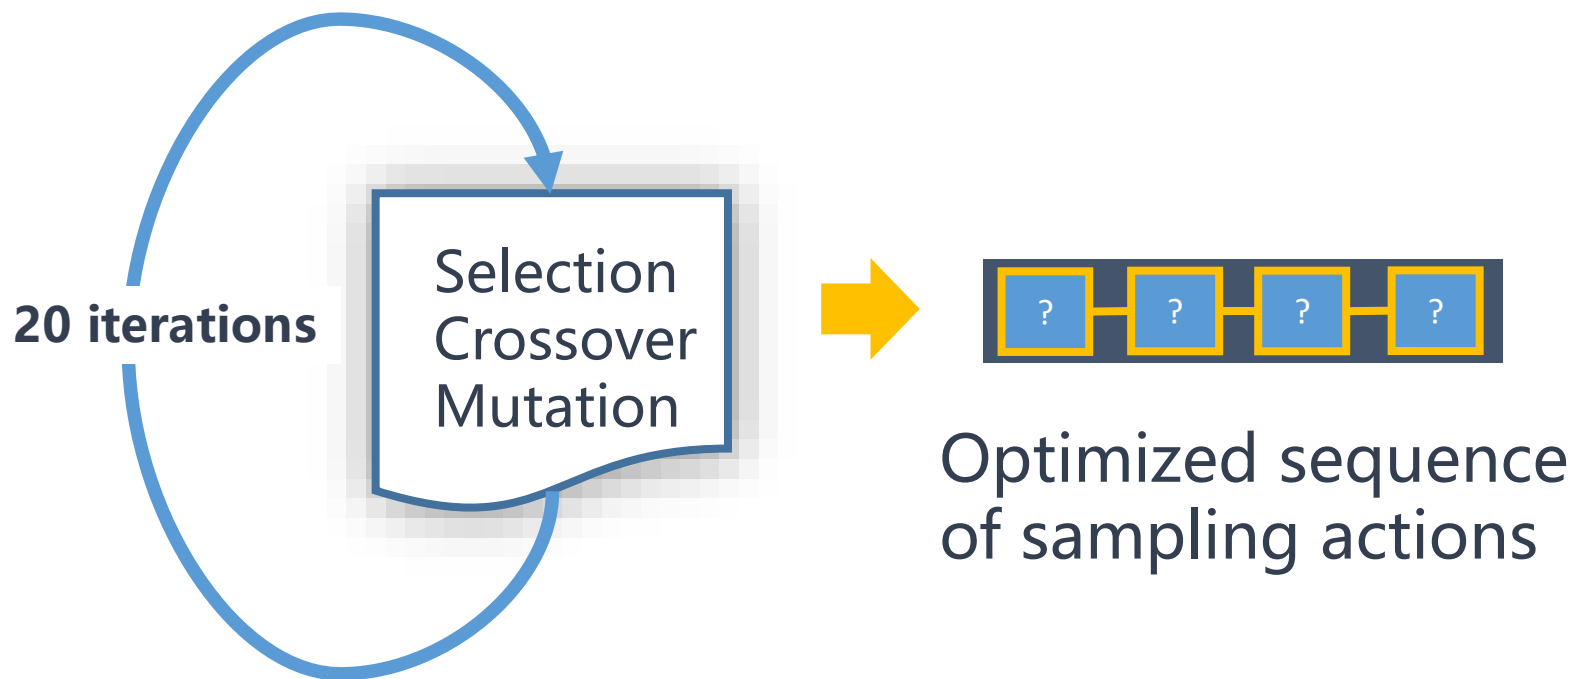 20 iterations
Selection
Crossover
Mutation
? ? ? ?
Optimized sequence
of sampling actions